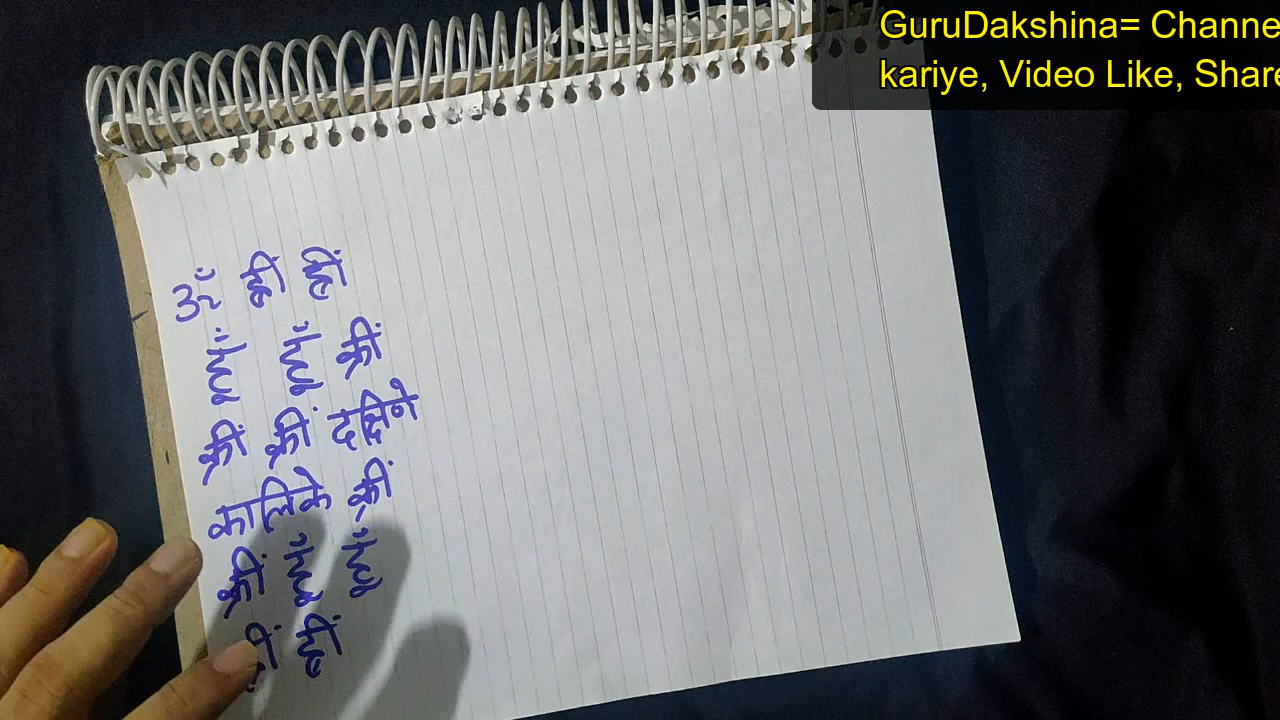 GuruDakshina= Channe
kariye, Video Like, Share
ॐ ह्रीं ह्रीं
हूँ हूँ क्रीं
क्रीं क्रीं दक्षिणे
कालिके क्रीं
क्रीं हूँ हूँ
ह्रीं